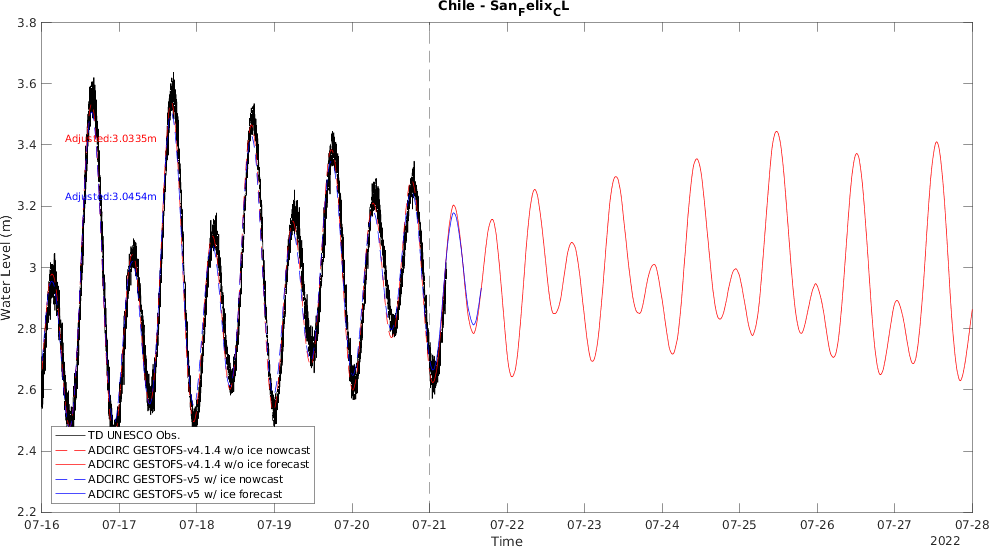 Chile - SanFelixCL
3.8
3.6
3.4
3.2
3
2.8
2.6
2.4
2.2
Water Level (m)
Adjusted:3.0335m
Adjusted:3.0454m
TD UNESCO Obs.
ADCIRC GESTOFS-v4.1.4 w/o ice nowcast
ADCIRC GESTOFS-v4.1.4 w/o ice forecast
ADCIRC GESTOFS-v5 w/ ice nowcast
ADCIRC GESTOFS-v5 w/ ice forecast
07-16 07-17 07-18 07-19 07-20 07-21 07-22 07-23 07-24 07-25 07-26 07-27 07-28
Time
2022